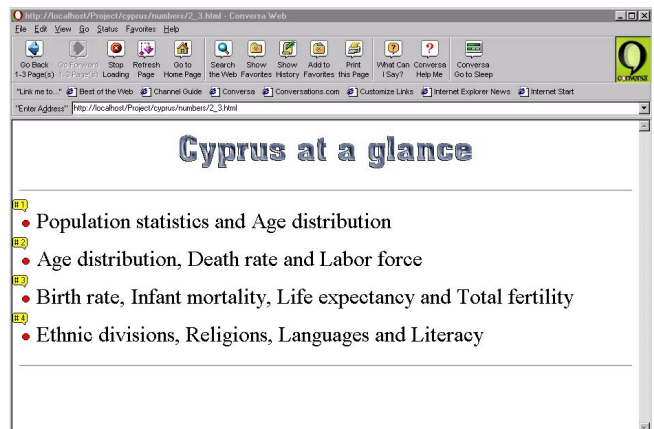 http://localhost/Project/cyprus/numbers/2_3.html - Conversa Web
File Edit View Go Status Favorites Help
Go Back 1-3 Page(s)
Go Forward 1-3 Page(s)
Stop Loading
Refresh Page
Go to Home Page
Search the Web
Show Favorites
Show History
Add to Favorites
Print this Page
What Can I Say?
Conversa Help Me
Conversa Go to Sleep
conversa
"Link me to..." Best of the Web Channel Guide Conversa Conversations.com Customize Links Internet Explorer News Internet Start
"Enter Address" http://localhost/Project/cyprus/numbers/2_3.html
Cyprus at a glance
#1
Population statistics and Age distribution
#2
Age distribution, Death rate and Labor force
#3
Birth rate, Infant mortality, Life expectancy and Total fertility
#4
Ethnic divisions, Religions, Languages and Literacy